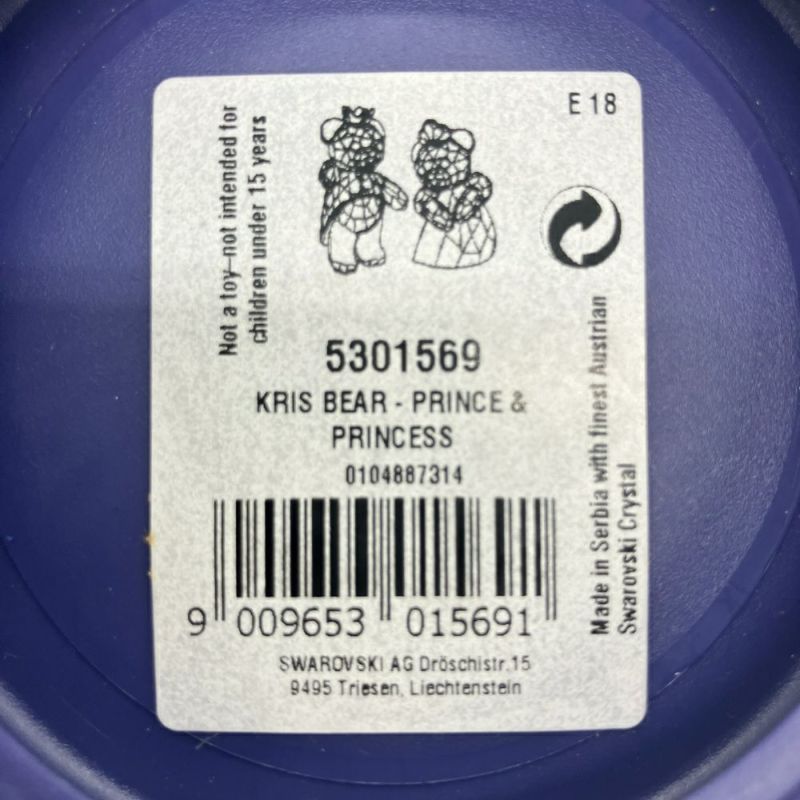 E 18
Not a toy-not intended for
children under 15 years
5301569
KRIS BEAR - PRINCE &
PRINCESS
0104887314
9 009653 015691
SWAROVSKI AG Dröschistr.15
9495 Triesen, Liechtenstein
Made in Serbia with finest Austrian
Swarovski Crystal